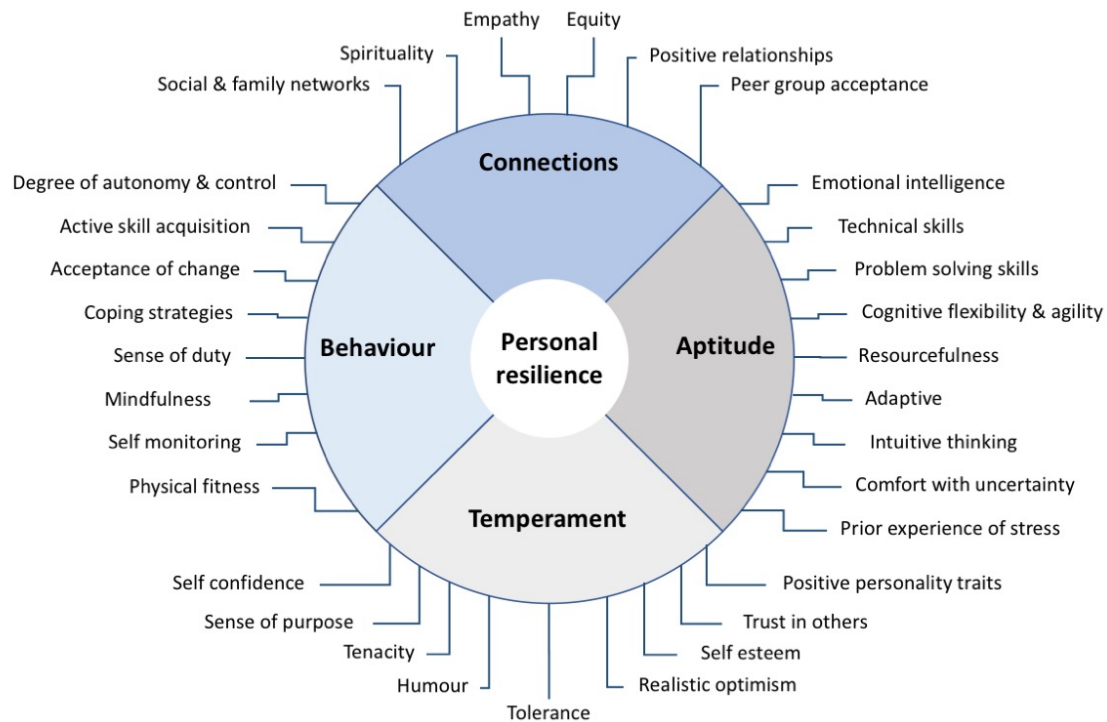 Empathy
Equity
Spirituality
Positive relationships
Social & family networks
Peer group acceptance
Connections
Degree of autonomy & control
Active skill acquisition
Acceptance of change
Coping strategies
Sense of duty
Mindfulness
Self monitoring
Physical fitness
Behaviour
Personal
resilience
Aptitude
Emotional intelligence
Technical skills
Problem solving skills
Cognitive flexibility & agility
Resourcefulness
Adaptive
Intuitive thinking
Comfort with uncertainty
Prior experience of stress
Temperament
Self confidence
Sense of purpose
Tenacity
Humour
Tolerance
Realistic optimism
Self esteem
Trust in others
Positive personality traits